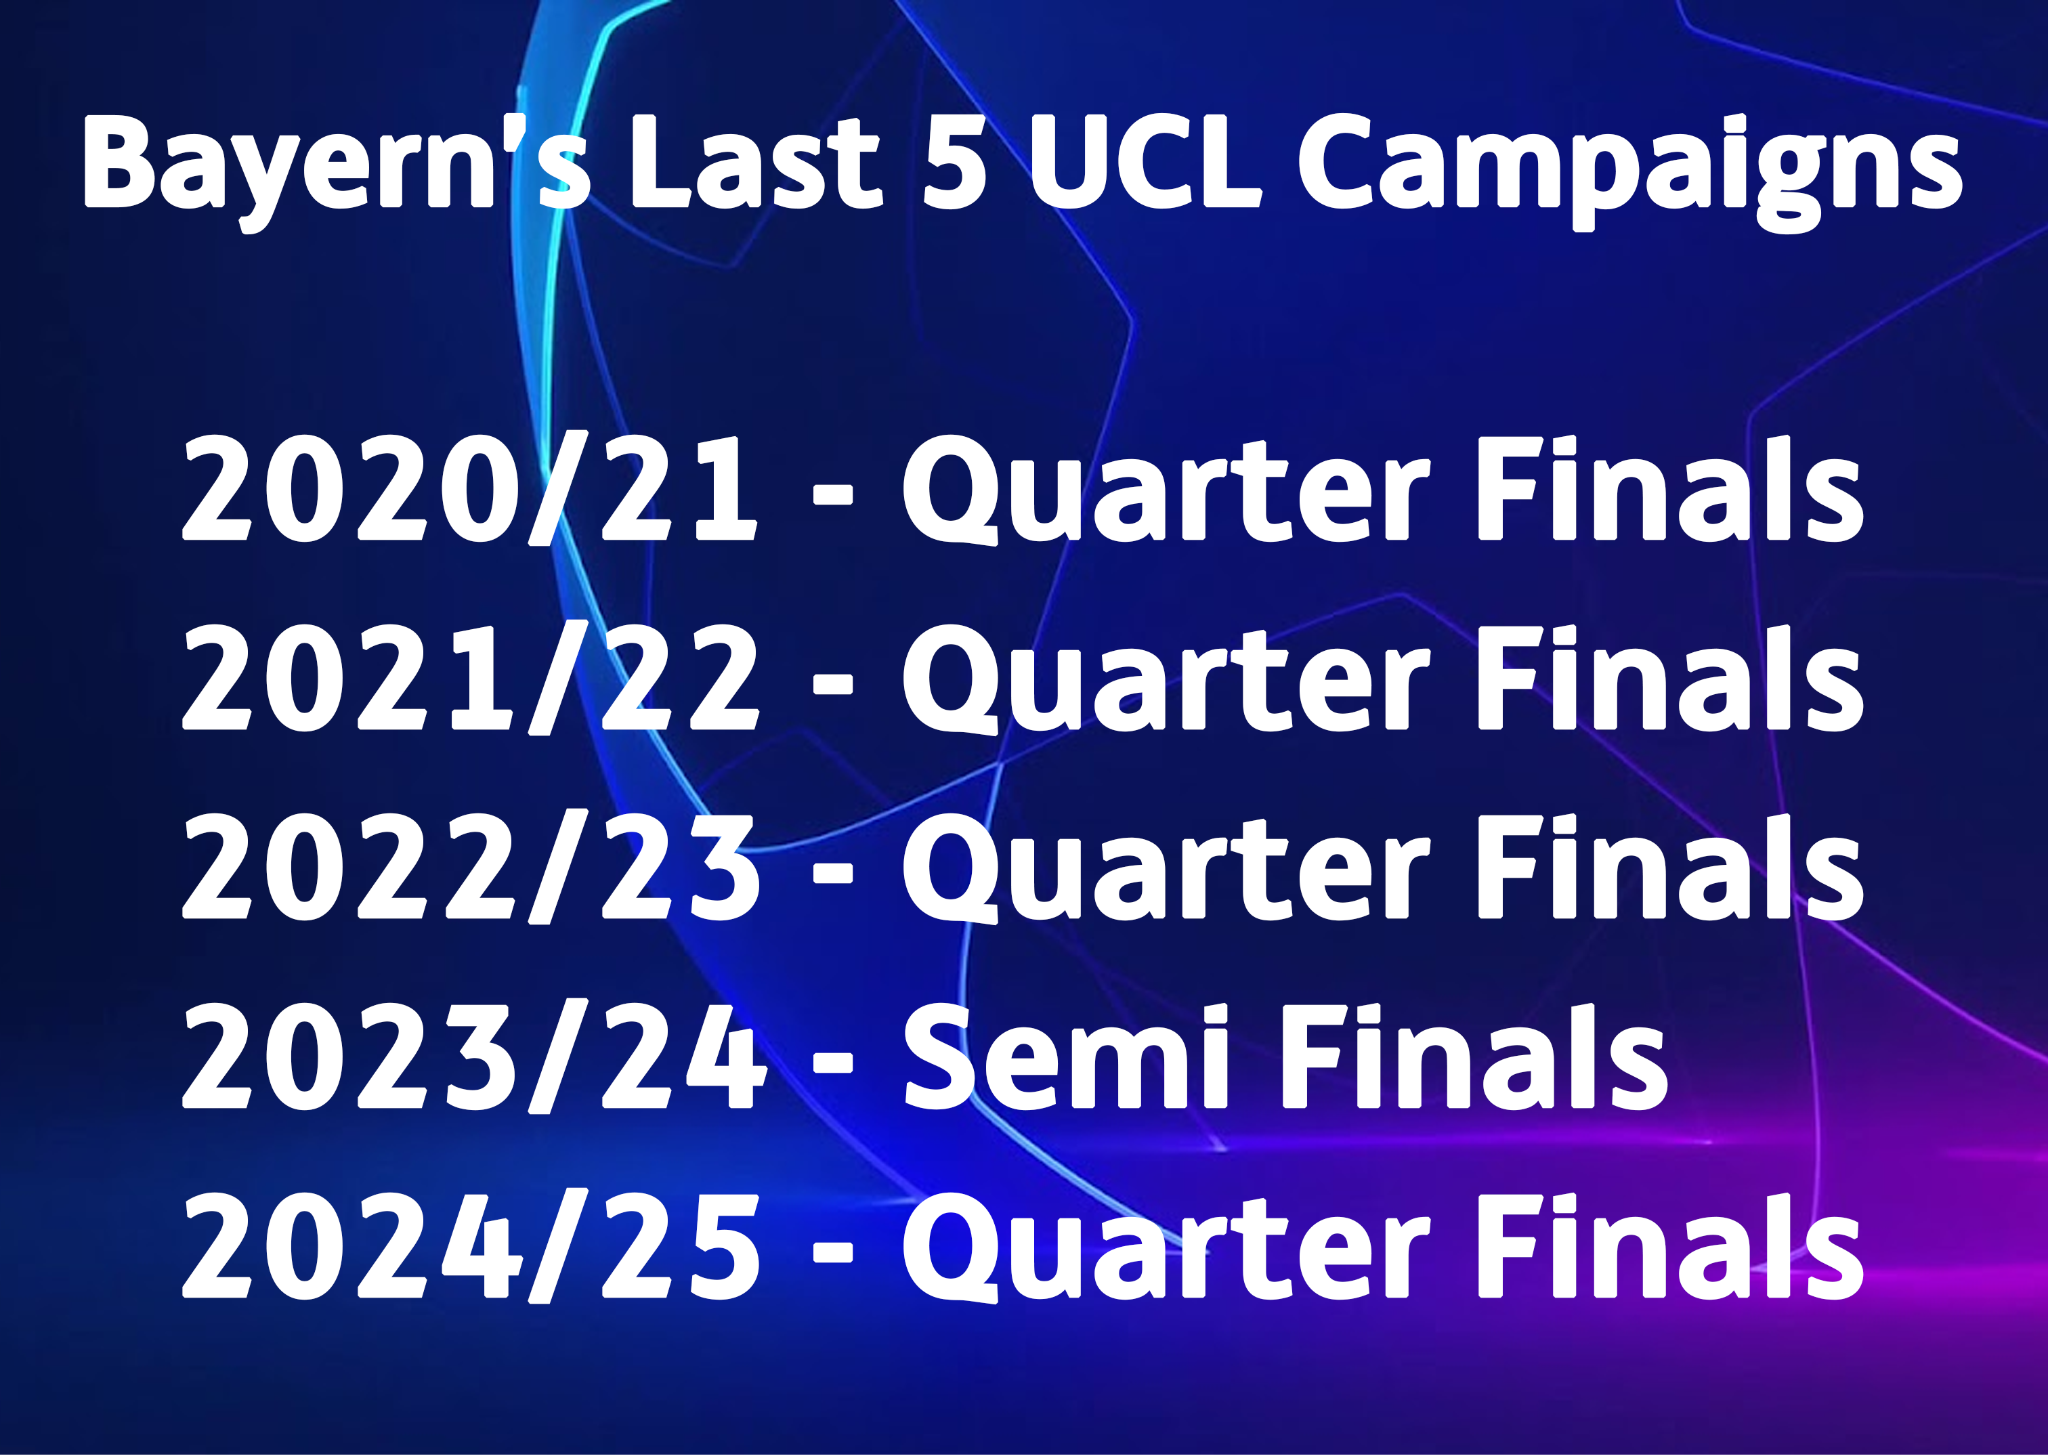 Bayern's Last 5 UCL Campaigns
2020/21 - Quarter Finals
2021/22 - Quarter Finals
2022/23 - Quarter Finals
2023/24 - Semi Finals
2024/25 - Quarter Finals